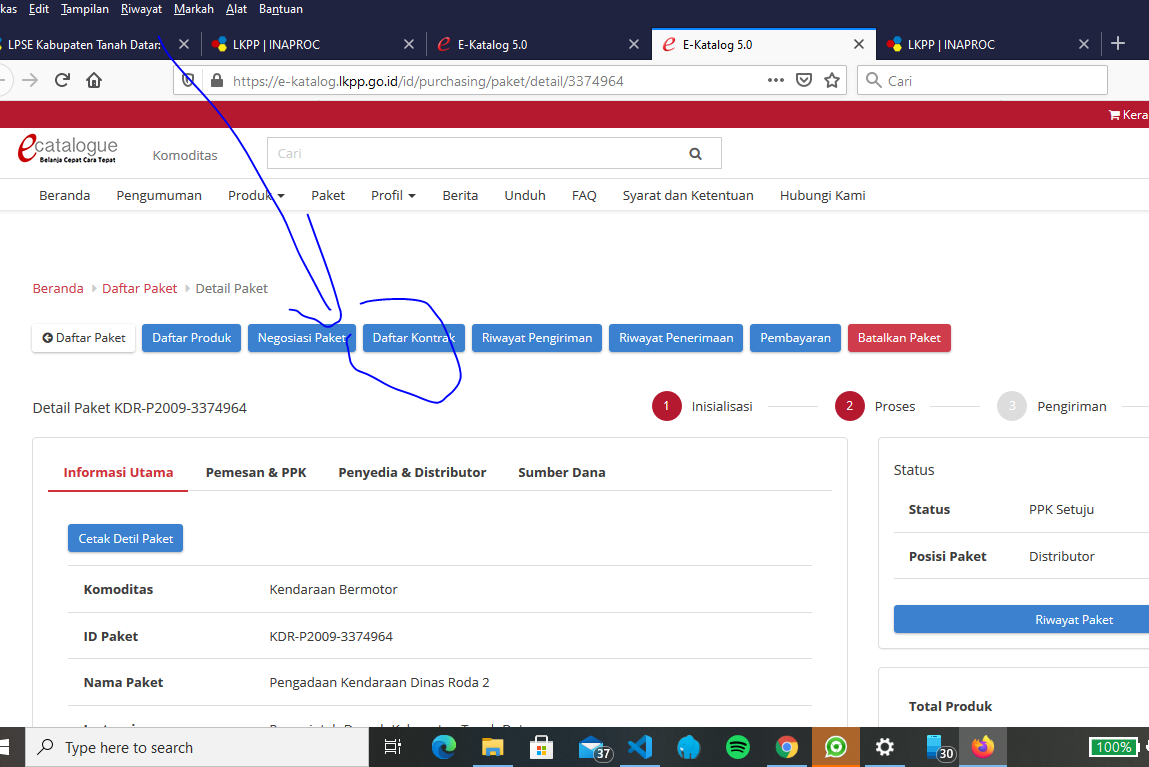 kas Edit Tampilan Riwayat Markah Alat Bantuan
LPSE Kabupaten Tanah Datar:
LKPP | INAPROC
E-Katalog 5.0
E-Katalog 5.0
LKPP | INAPROC
https://e-katalog.lkpp.go.id/id/purchasing/paket/detail/3374964
Cari
Kera
ecatalogue
Belanja Cepat Cara Tepat
Komoditas
Cari
Beranda Pengumuman Produk Paket Profil Berita Unduh FAQ Syarat dan Ketentuan Hubungi Kami
Beranda Daftar Paket Detail Paket
Daftar Paket Daftar Produk Negosiasi Paket Daftar Kontrak Riwayat Pengiriman Riwayat Penerimaan Pembayaran Batalkan Paket
Detail Paket KDR-P2009-3374964
1 Inisialisasi 2 Proses 3 Pengiriman
Informasi Utama Pemesan & PPK Penyedia & Distributor Sumber Dana
Cetak Detil Paket
Komoditas Kendaraan Bermotor
ID Paket KDR-P2009-3374964
Nama Paket Pengadaan Kendaraan Dinas Roda 2
Status
Status PPK Setuju
Posisi Paket Distributor
Riwayat Paket
Total Produk
Type here to search
37
30
100%